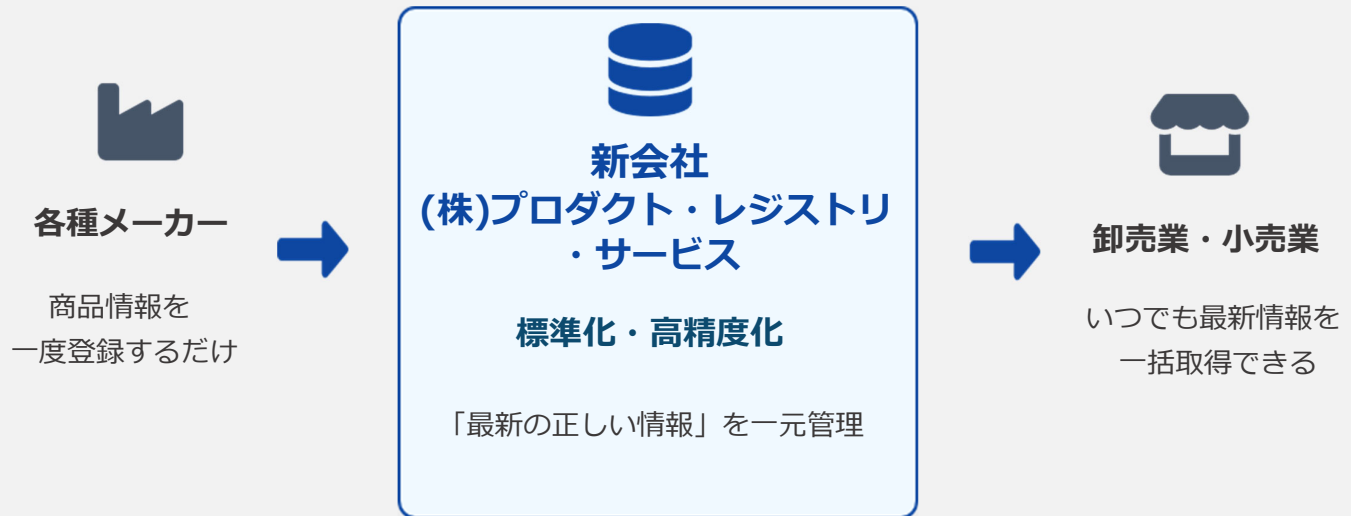 各種メーカー
商品情報を
一度登録するだけ
新会社
(株)プロダクト・レジストリ
・サービス
標準化・高精度化
「最新の正しい情報」を一元管理
卸売業・小売業
いつでも最新情報を
一括取得できる